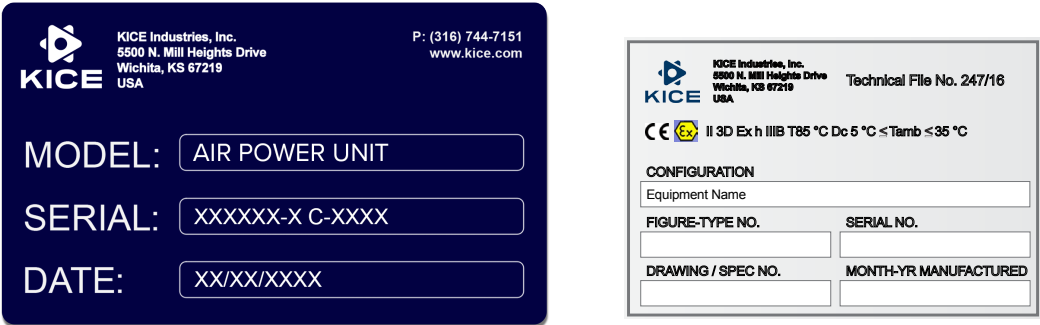 KICE
KICE Industries, Inc.
5500 N. Mill Heights Drive
Wichita, KS 67219
USA
P: (316) 744-7151
www.kice.com
MODEL: AIR POWER UNIT
SERIAL: XXXXXX-X C-XXXX
DATE: XX/XX/XXXX
KICE
KICE Industries, Inc.
5500 N. Mill Heights Drive
Wichita, KS 67219
USA
Technical File No. 247/16
CE Ex II 3D Ex h IIIB T85 °C Dc 5 °C ≤Tamb ≤35 °C
CONFIGURATION
Equipment Name
FIGURE-TYPE NO. SERIAL NO.
DRAWING / SPEC NO. MONTH-YR MANUFACTURED